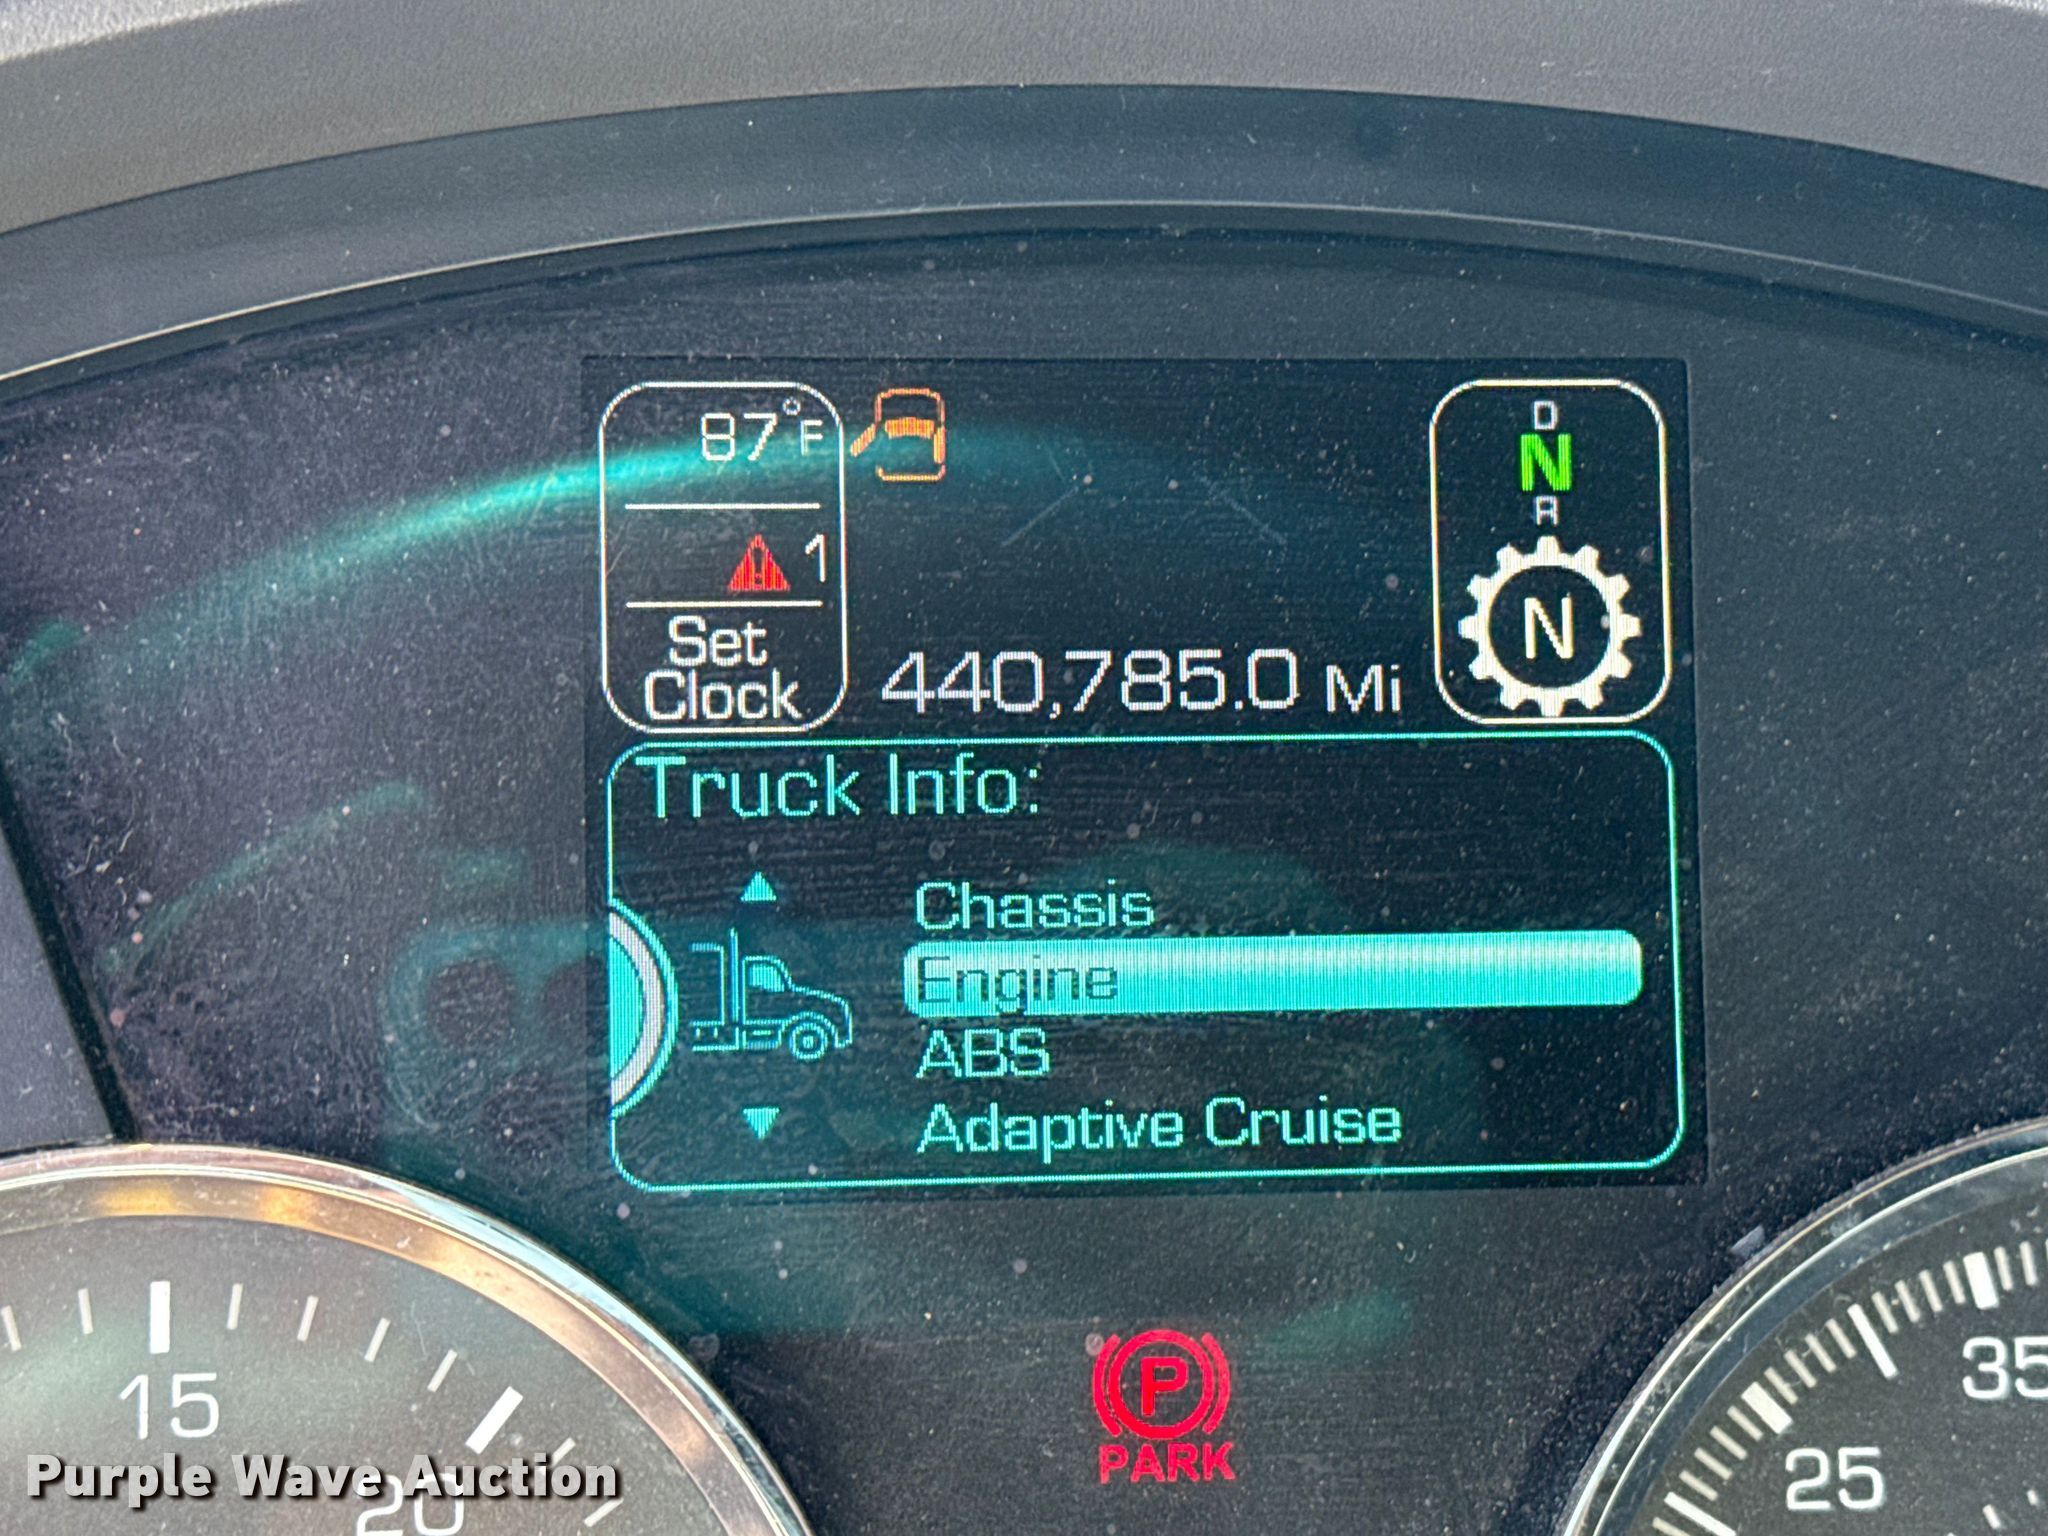 87°F
1
Set
Clock
D
N
R
N
440,785.0 Mi
Truck Info:
Chassis
Engine
ABS
Adaptive Cruise
P
PARK
15
20
25
35
Purple Wave Auction